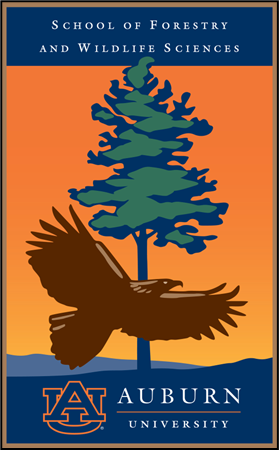 School of Forestry
and Wildlife Sciences
AU
Auburn
University